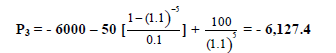 P₃ = - 6000 – 50 [ (1–(1.1)⁻⁵) / 0.1 ] + 100 / (1.1)⁵ = - 6,127.4